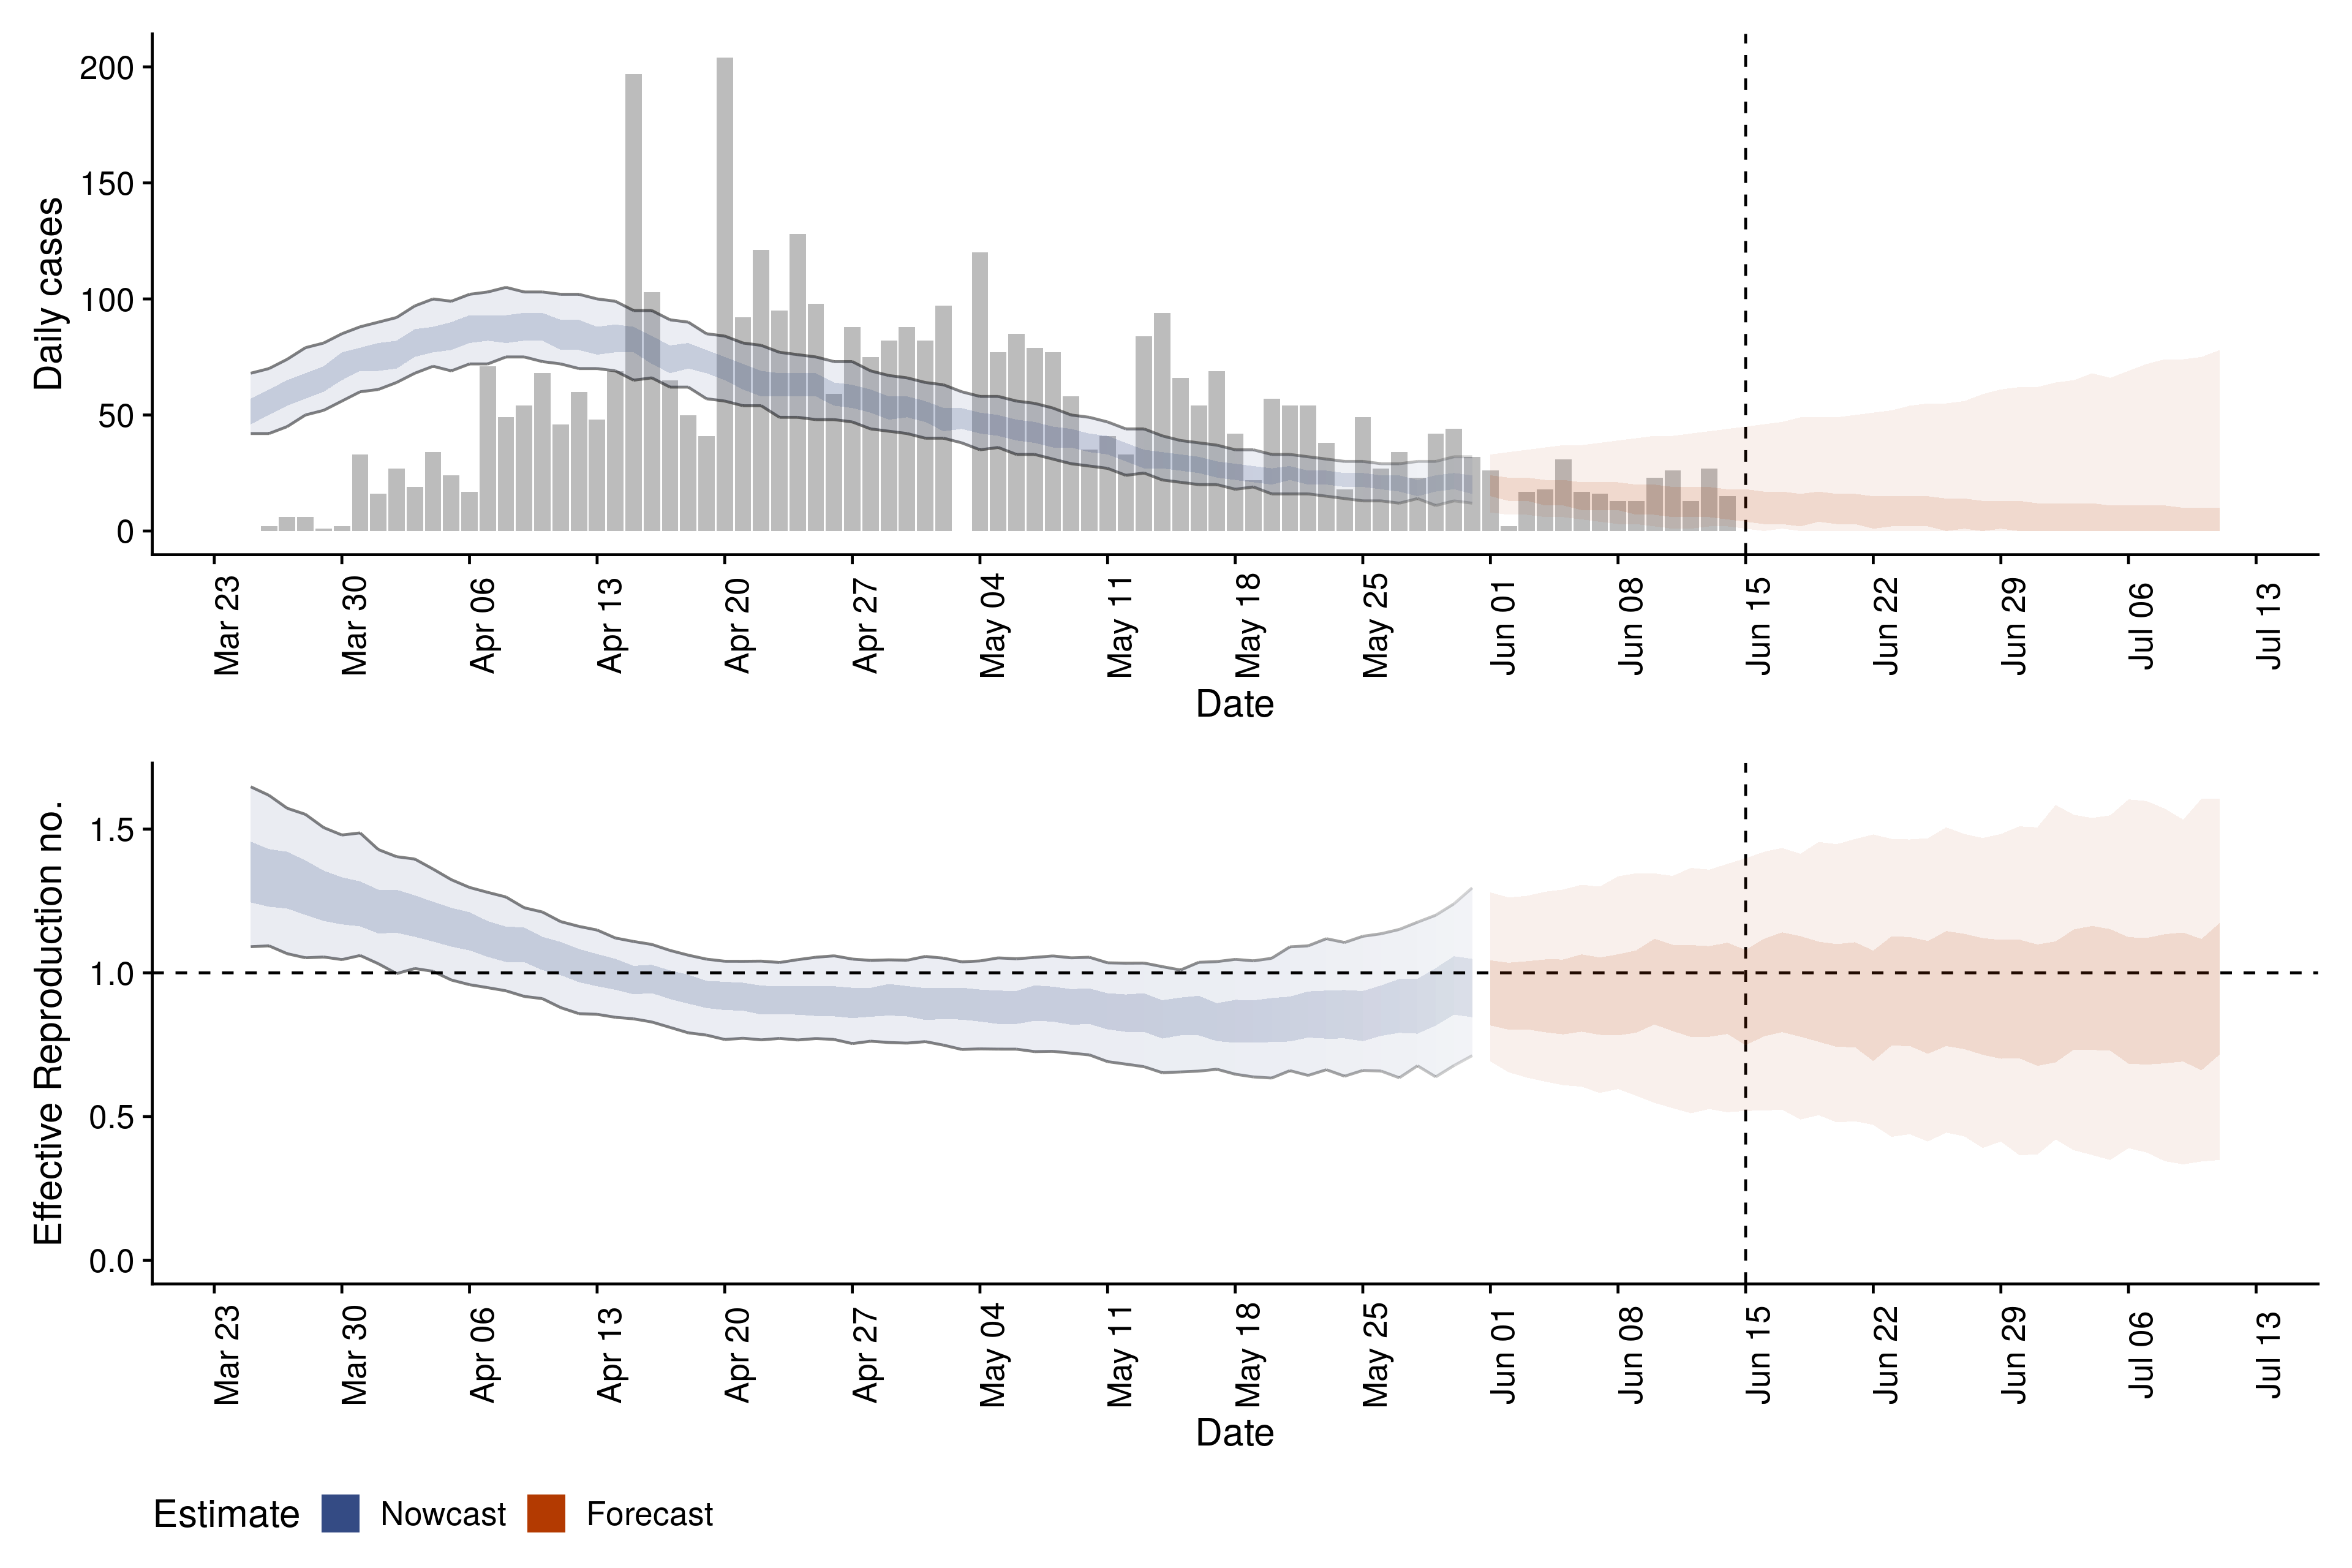 Daily cases
200
150
100
50
0
Mar 23 Mar 30 Apr 06 Apr 13 Apr 20 Apr 27 May 04 May 11 May 18 May 25 Jun 01 Jun 08 Jun 15 Jun 22 Jun 29 Jul 06 Jul 13
Date
Effective Reproduction no.
1.5
1.0
0.5
0.0
Mar 23 Mar 30 Apr 06 Apr 13 Apr 20 Apr 27 May 04 May 11 May 18 May 25 Jun 01 Jun 08 Jun 15 Jun 22 Jun 29 Jul 06 Jul 13
Date
Estimate Nowcast Forecast